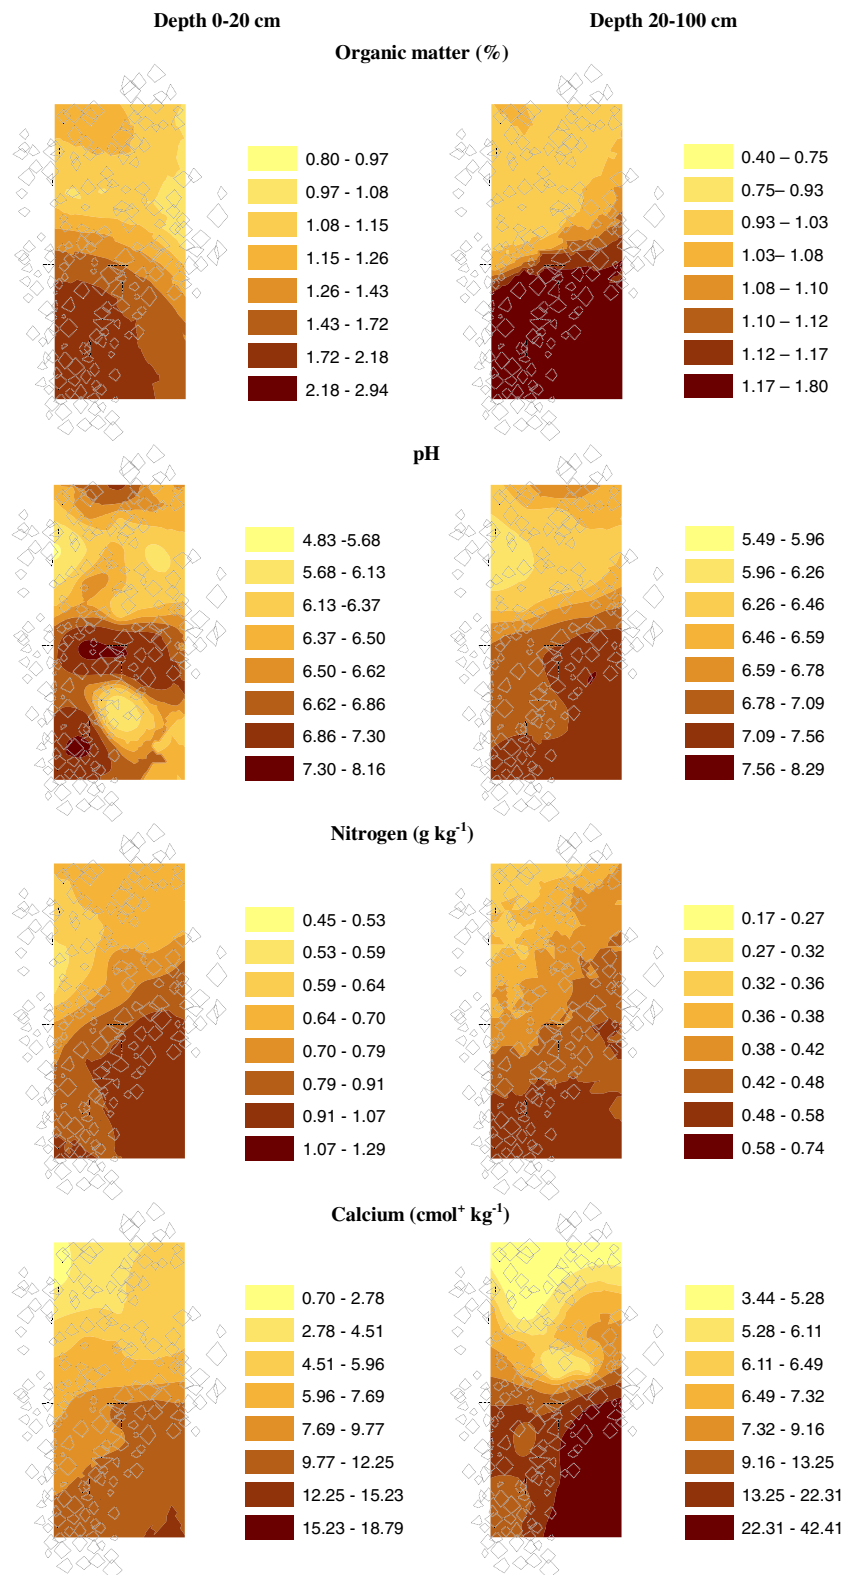 Depth 0-20 cm
Depth 20-100 cm
Organic matter (%)
0.80 - 0.97
0.97 - 1.08
1.08 - 1.15
1.15 - 1.26
1.26 - 1.43
1.43 - 1.72
1.72 - 2.18
2.18 - 2.94
0.40 – 0.75
0.75– 0.93
0.93 – 1.03
1.03– 1.08
1.08 – 1.10
1.10 – 1.12
1.12 – 1.17
1.17 – 1.80
pH
4.83 -5.68
5.68 - 6.13
6.13 -6.37
6.37 - 6.50
6.50 - 6.62
6.62 - 6.86
6.86 - 7.30
7.30 - 8.16
5.49 - 5.96
5.96 - 6.26
6.26 - 6.46
6.46 - 6.59
6.59 - 6.78
6.78 - 7.09
7.09 - 7.56
7.56 - 8.29
Nitrogen (g kg⁻¹)
0.45 - 0.53
0.53 - 0.59
0.59 - 0.64
0.64 - 0.70
0.70 - 0.79
0.79 - 0.91
0.91 - 1.07
1.07 - 1.29
0.17 - 0.27
0.27 - 0.32
0.32 - 0.36
0.36 - 0.38
0.38 - 0.42
0.42 - 0.48
0.48 - 0.58
0.58 - 0.74
Calcium (cmol⁺ kg⁻¹)
0.70 - 2.78
2.78 - 4.51
4.51 - 5.96
5.96 - 7.69
7.69 - 9.77
9.77 - 12.25
12.25 - 15.23
15.23 - 18.79
3.44 - 5.28
5.28 - 6.11
6.11 - 6.49
6.49 - 7.32
7.32 - 9.16
9.16 - 13.25
13.25 - 22.31
22.31 - 42.41